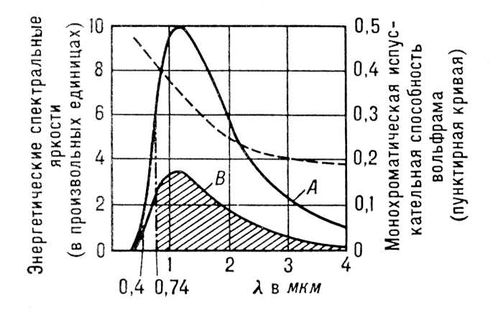 Энергетические спектральные
яркости
(в произвольных единицах)
10
8
6
4
2
0
B
A
0,5
0,4
0,3
0,2
0,1
0
1
2
3
4
0,4
0,74
λ в мкм
Монохроматическая испус-
кательная способность
вольфрама
(пунктирная кривая)